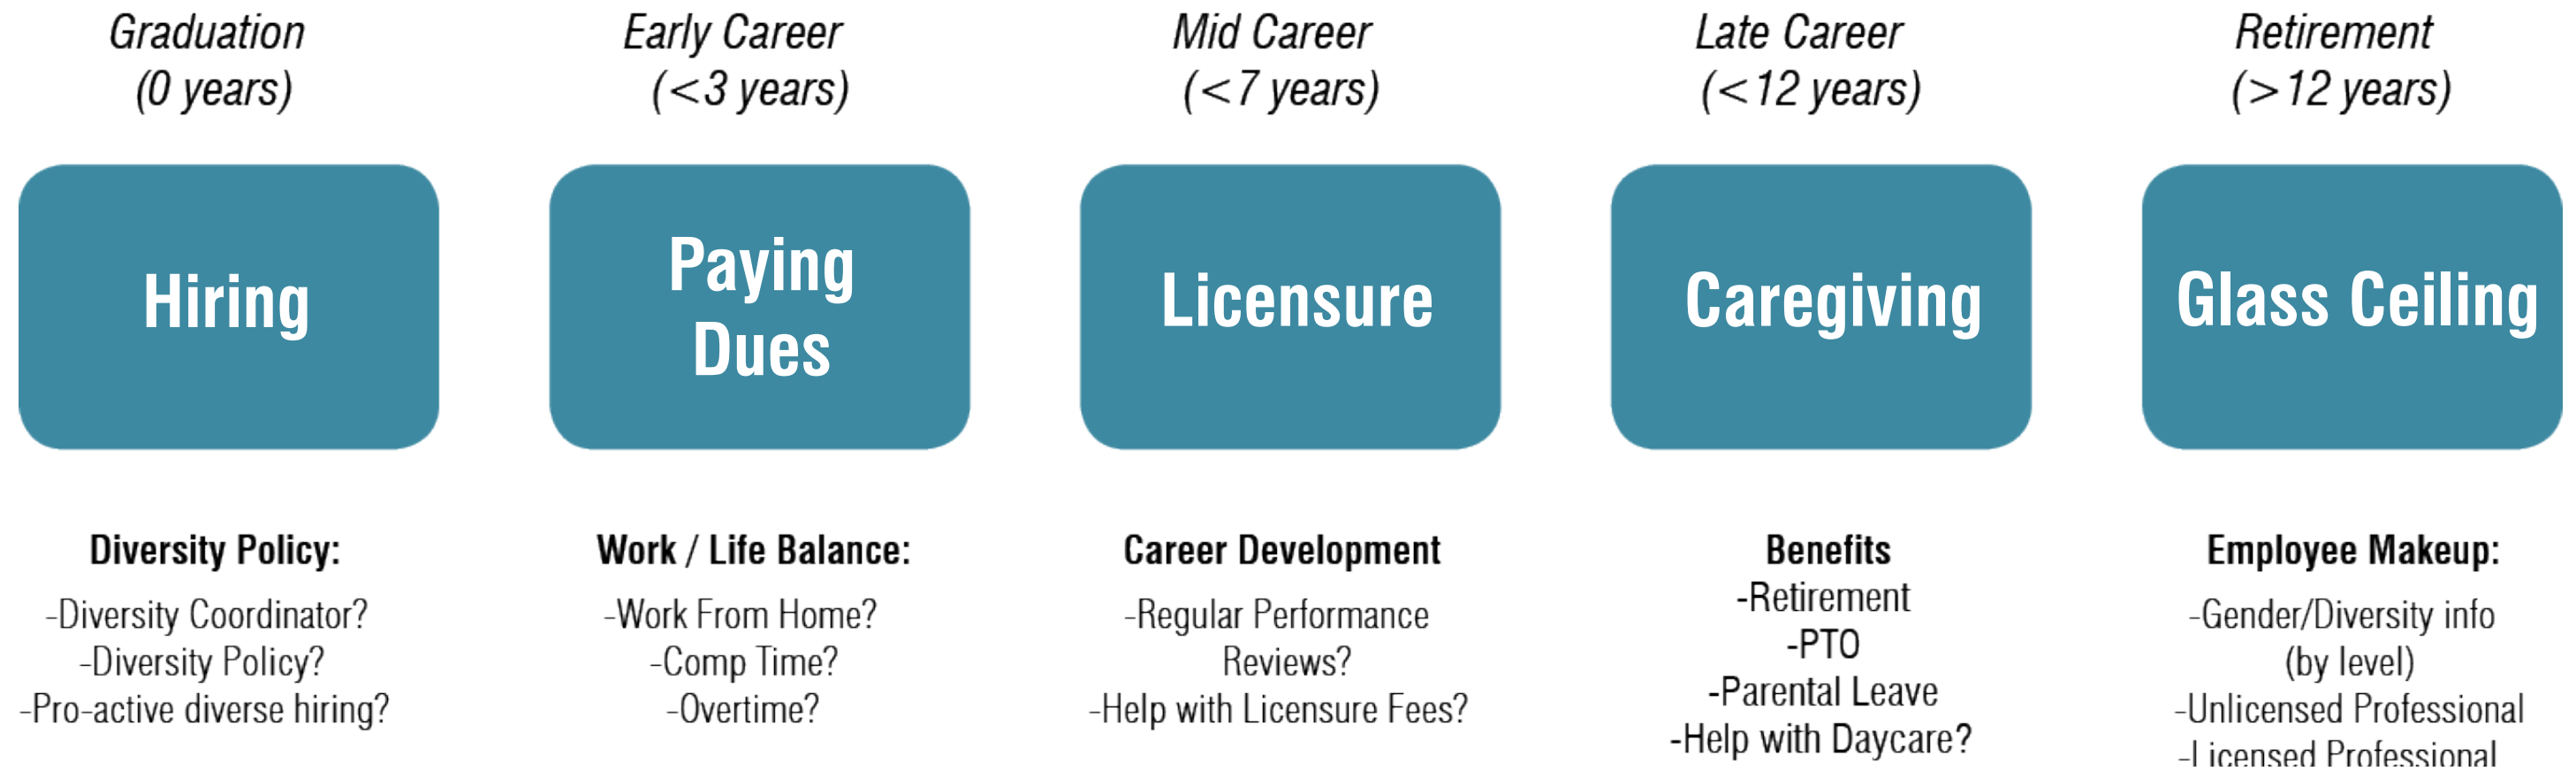 Graduation
(0 years)
Hiring
Diversity Policy:
-Diversity Coordinator?
-Diversity Policy?
-Pro-active diverse hiring?
Early Career
(<3 years)
Paying
Dues
Work / Life Balance:
-Work From Home?
-Comp Time?
-Overtime?
Mid Career
(<7 years)
Licensure
Career Development
-Regular Performance
Reviews?
-Help with Licensure Fees?
Late Career
(<12 years)
Caregiving
Benefits
-Retirement
-PTO
-Parental Leave
-Help with Daycare?
Retirement
(>12 years)
Glass Ceiling
Employee Makeup:
-Gender/Diversity info
(by level)
-Unlicensed Professional
-Licensed Professional